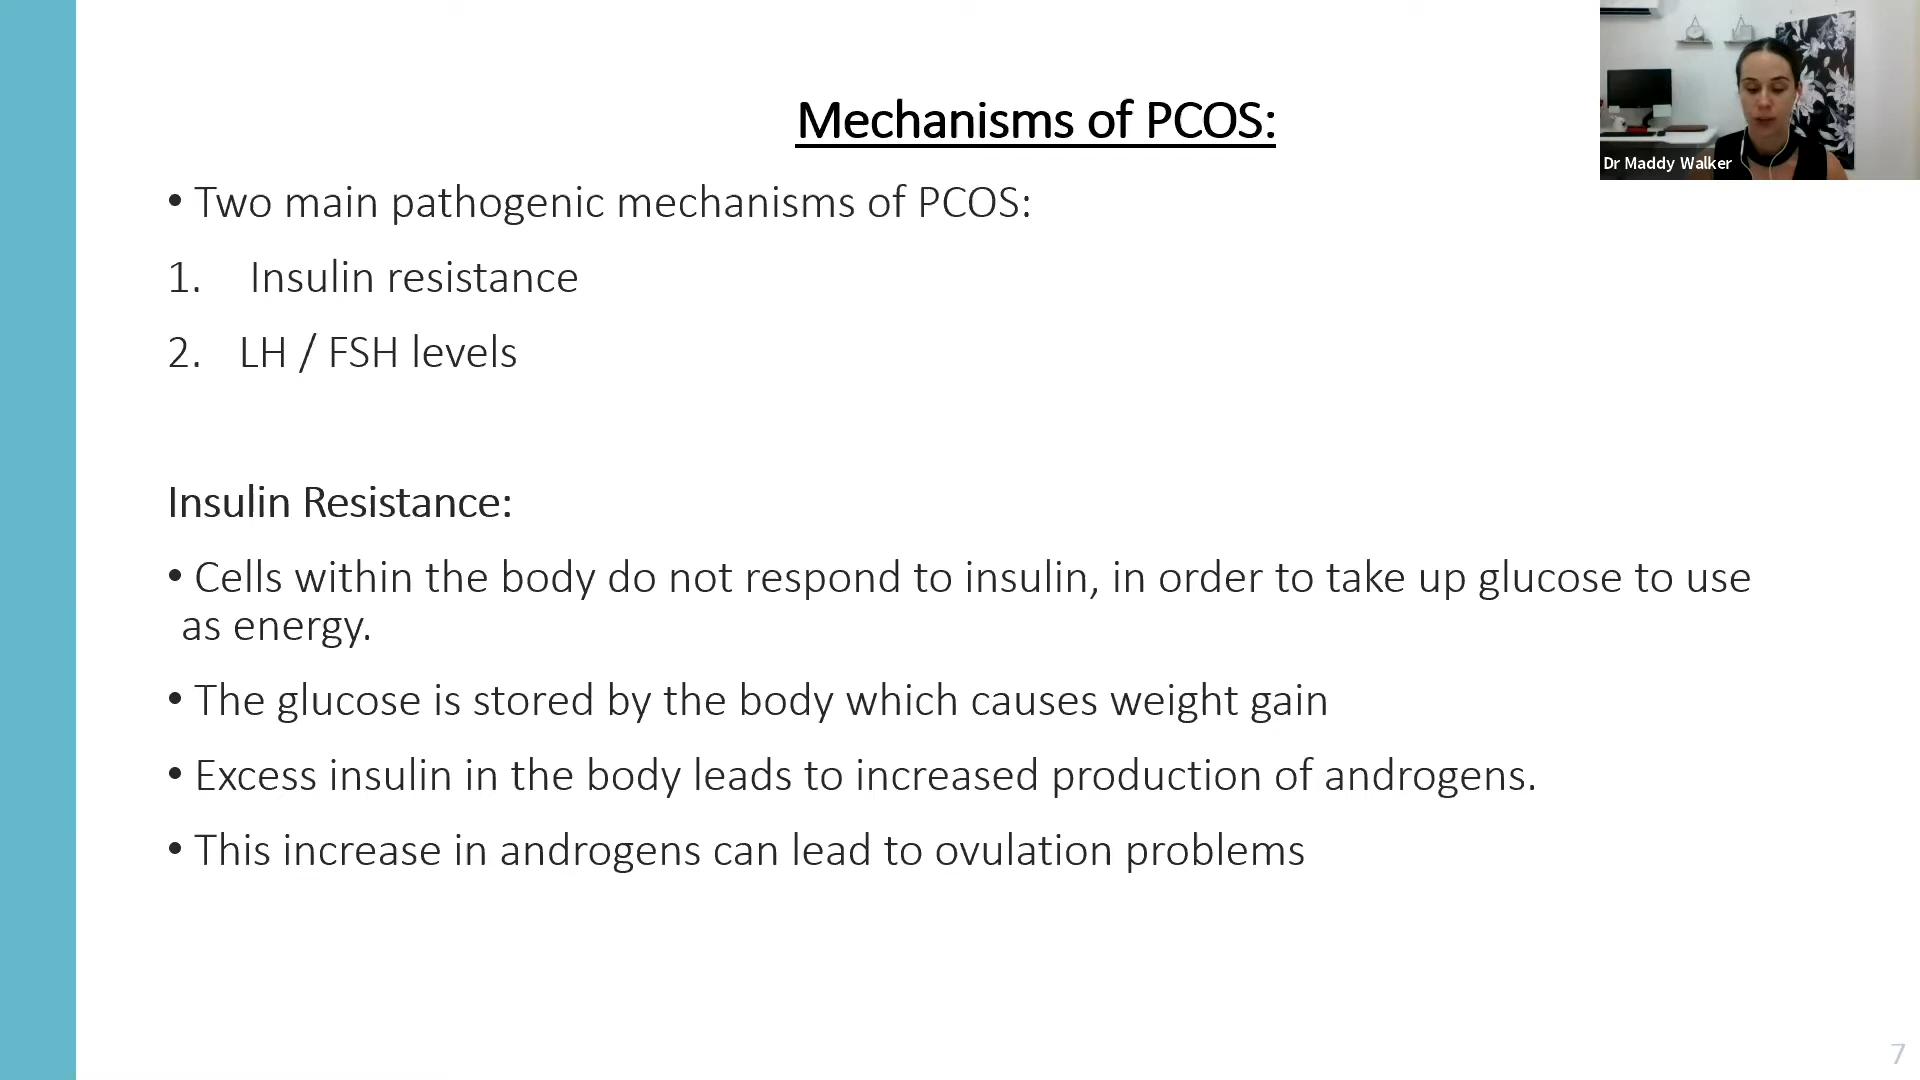 Mechanisms of PCOS:
Dr Maddy Walker
• Two main pathogenic mechanisms of PCOS:
1. Insulin resistance
2. LH / FSH levels
Insulin Resistance:
• Cells within the body do not respond to insulin, in order to take up glucose to use
as energy.
• The glucose is stored by the body which causes weight gain
• Excess insulin in the body leads to increased production of androgens.
• This increase in androgens can lead to ovulation problems
7